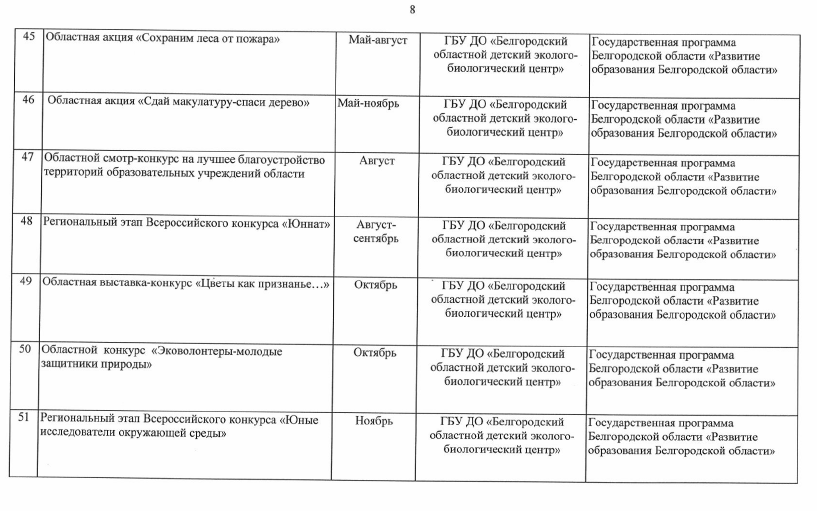 8
45 Областная акция «Сохраним леса от пожара» Май-август ГБУ ДО «Белгородский Государственная программа
областной детский эколого- Белгородской области «Развитие
биологический центр» образования Белгородской области»
46 Областная акция «Сдай макулатуру-спаси дерево» Май-ноябрь ГБУ ДО «Белгородский Государственная программа
областной детский эколого- Белгородской области «Развитие
биологический центр» образования Белгородской области»
47 Областной смотр-конкурс на лучшее благоустройство Август ГБУ ДО «Белгородский Государственная программа
территорий образовательных учреждений области областной детский эколого- Белгородской области «Развитие
биологический центр» образования Белгородской области»
48 Региональный этап Всероссийского конкурса «Юннат» Август- ГБУ ДО «Белгородский Государственная программа
сентябрь областной детский эколого- Белгородской области «Развитие
биологический центр» образования Белгородской области»
49 Областная выставка-конкурс «Цветы как признанье…» Октябрь ГБУ ДО «Белгородский Государственная программа
областной детский эколого- Белгородской области «Развитие
биологический центр» образования Белгородской области»
50 Областной конкурс «Эковолонтеры-молодые Октябрь ГБУ ДО «Белгородский Государственная программа
защитники природы» областной детский эколого- Белгородской области «Развитие
биологический центр» образования Белгородской области»
51 Региональный этап Всероссийского конкурса «Юные Ноябрь ГБУ ДО «Белгородский Государственная программа
исследователи окружающей среды» областной детский эколого- Белгородской области «Развитие
биологический центр» образования Белгородской области»